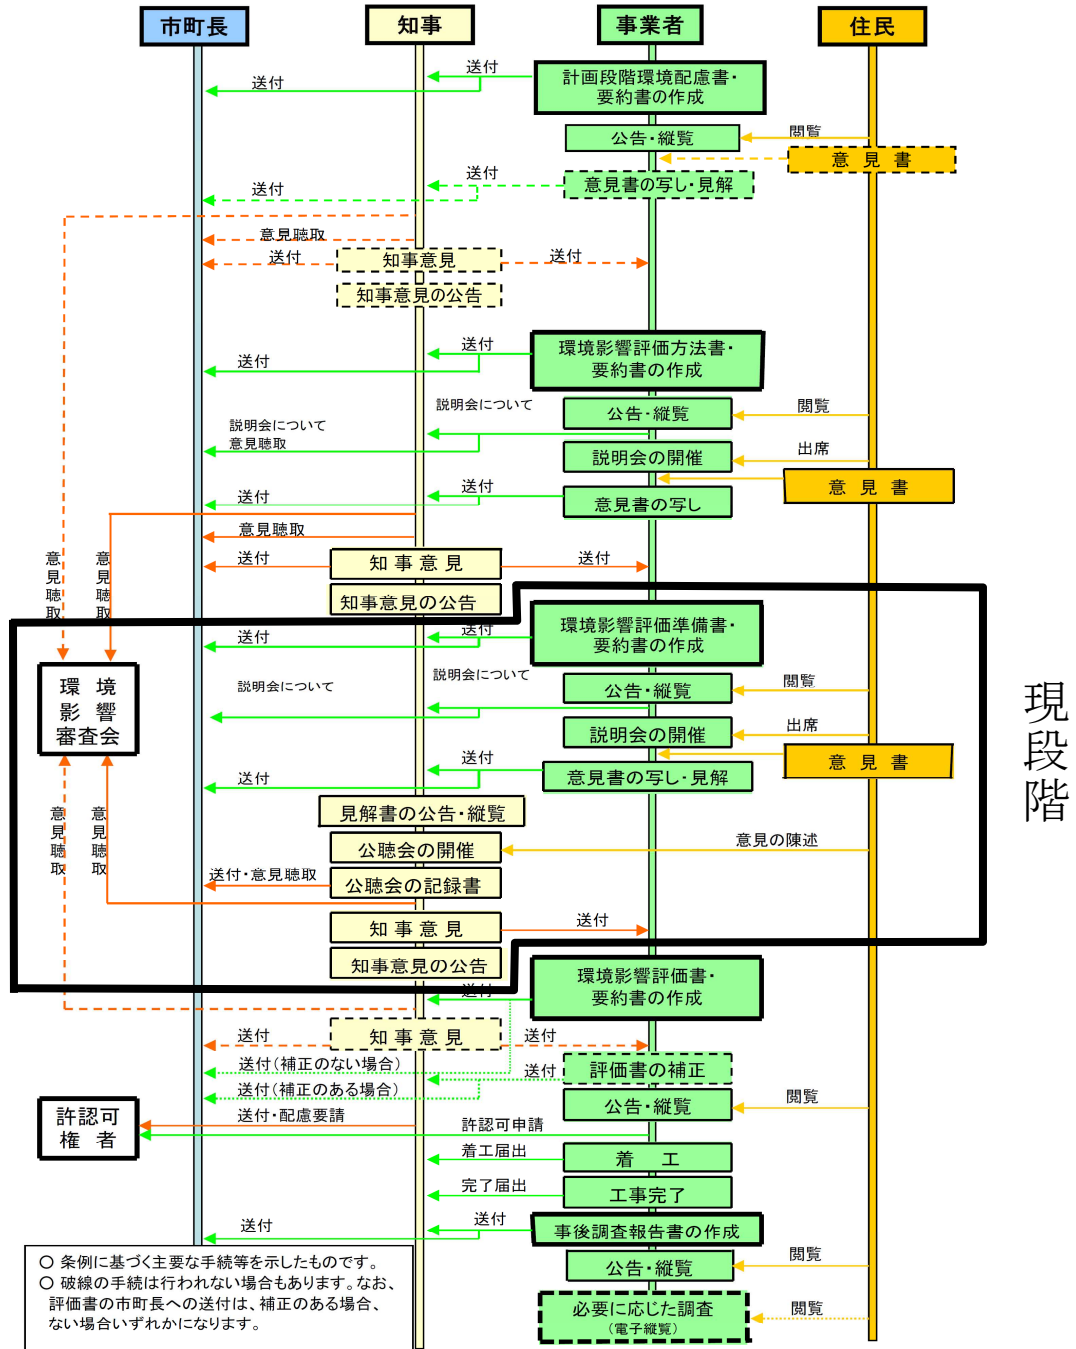 市町長
知事
事業者
住民
計画段階環境配慮書・
要約書の作成
送付
送付
公告・縦覧
閲覧
意 見 書
意見書の写し・見解
送付
送付
意見聴取
知事意見
送付
送付
知事意見の公告
環境影響評価方法書・
要約書の作成
送付
送付
公告・縦覧
閲覧
説明会について
説明会について
意見聴取
説明会の開催
出席
意 見 書
意見書の写し
送付
送付
意見聴取
知 事 意 見
送付
送付
知事意見の公告
意見聴取
意見聴取
環境影響評価準備書・
要約書の作成
送付
送付
環 境
影 響
審査会
公告・縦覧
閲覧
説明会について
説明会について
説明会の開催
出席
意 見 書
意見書の写し・見解
送付
送付
見解書の公告・縦覧
公聴会の開催
意見の陳述
公聴会の記録書
送付・意見聴取
意見聴取
意見聴取
知 事 意 見
送付
知事意見の公告
現段階
環境影響評価書・
要約書の作成
送付
知 事 意 見
送付
送付
送付(補正のない場合)
評価書の補正
送付
送付(補正のある場合)
公告・縦覧
閲覧
許認可
権 者
送付・配慮要請
許認可申請
着 工
着工届出
工事完了
完了届出
事後調査報告書の作成
送付
送付
公告・縦覧
閲覧
必要に応じた調査
(電子縦覧)
閲覧
○ 条例に基づく主要な手続等を示したものです。
○ 破線の手続は行われない場合もあります。なお、
評価書の市町長への送付は、補正のある場合、
ない場合いずれかになります。